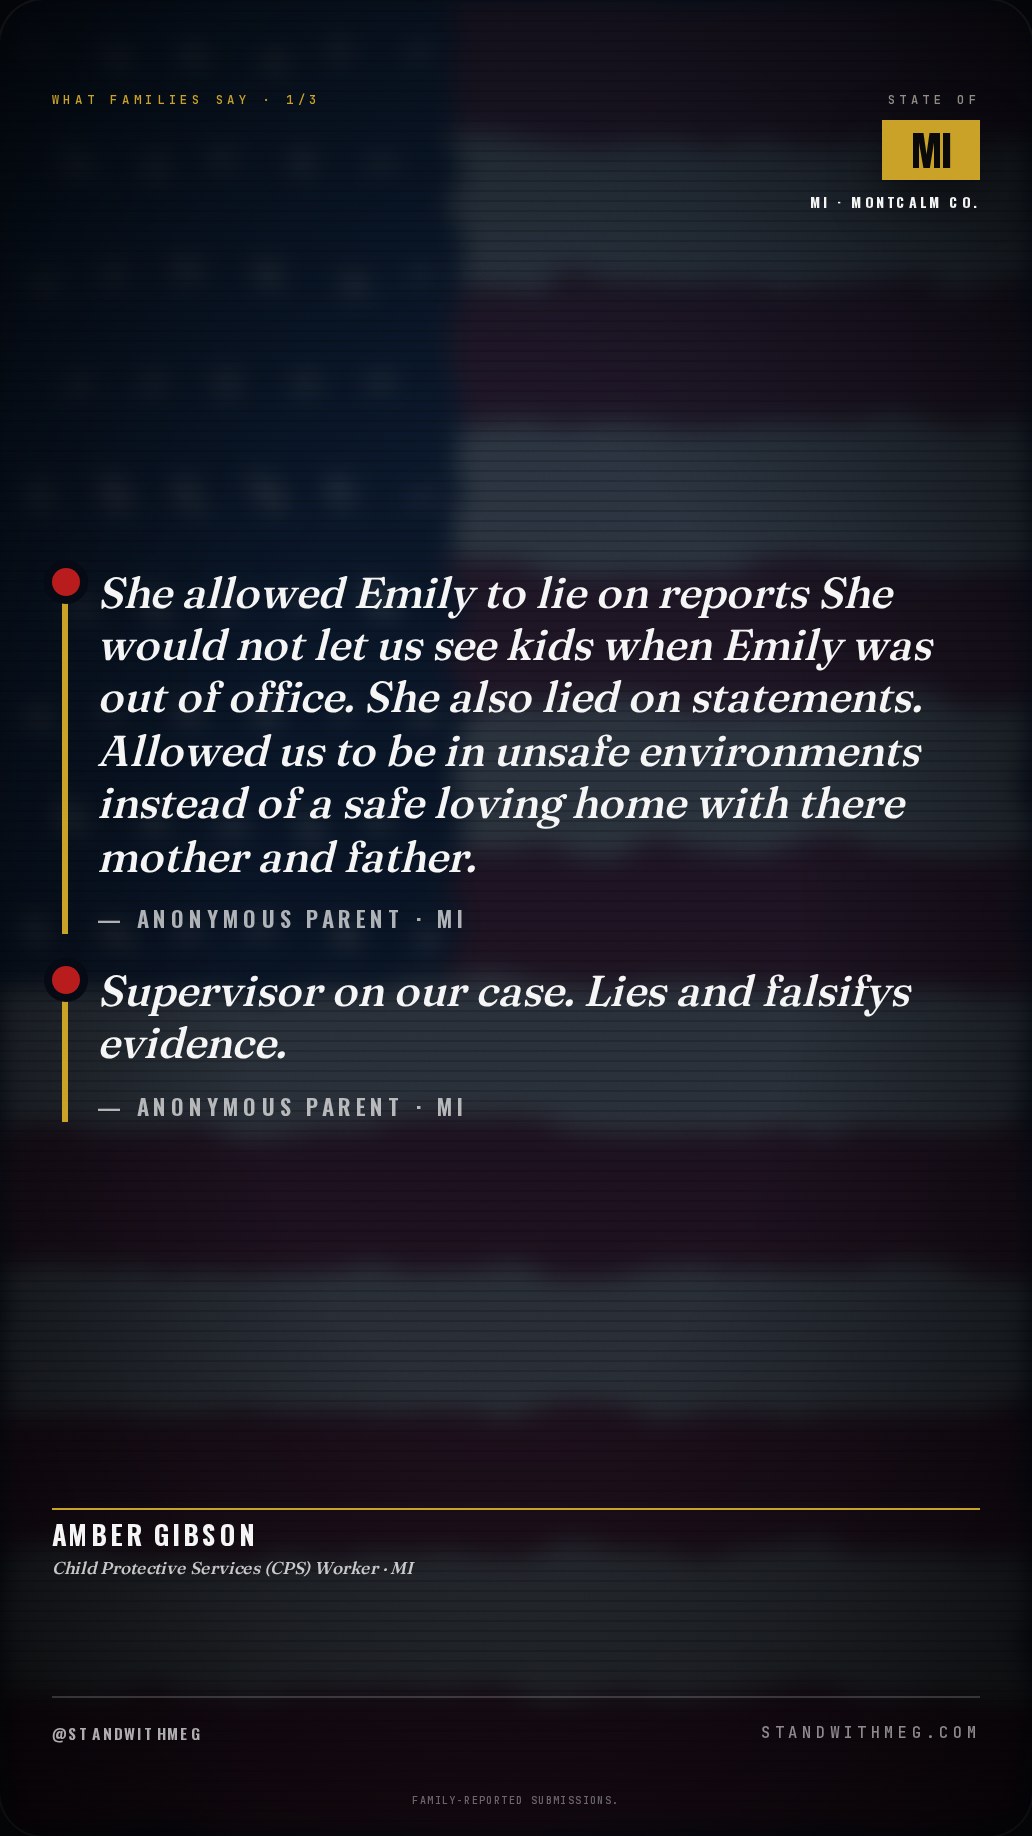 WHAT FAMILIES SAY · 1/3
STATE OF
MI
MI · MONTCALM CO.
She allowed Emily to lie on reports She
would not let us see kids when Emily was
out of office. She also lied on statements.
Allowed us to be in unsafe environments
instead of a safe loving home with there
mother and father.
— ANONYMOUS PARENT · MI
Supervisor on our case. Lies and falsifys
evidence.
— ANONYMOUS PARENT · MI
AMBER GIBSON
Child Protective Services (CPS) Worker · MI
@STANDWITHMEG
STANDWITHMEG.COM
FAMILY-REPORTED SUBMISSIONS.